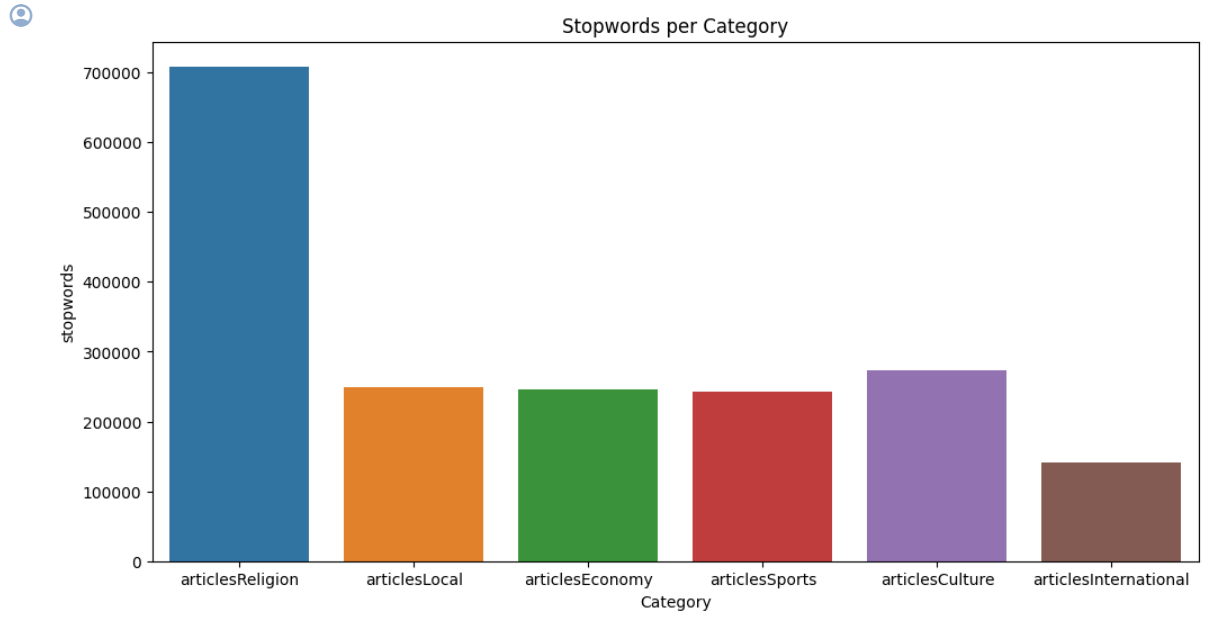 Stopwords per Category
stopwords
700000
600000
500000
400000
300000
200000
100000
0
articlesReligion articlesLocal articlesEconomy articlesSports articlesCulture articlesInternational
Category